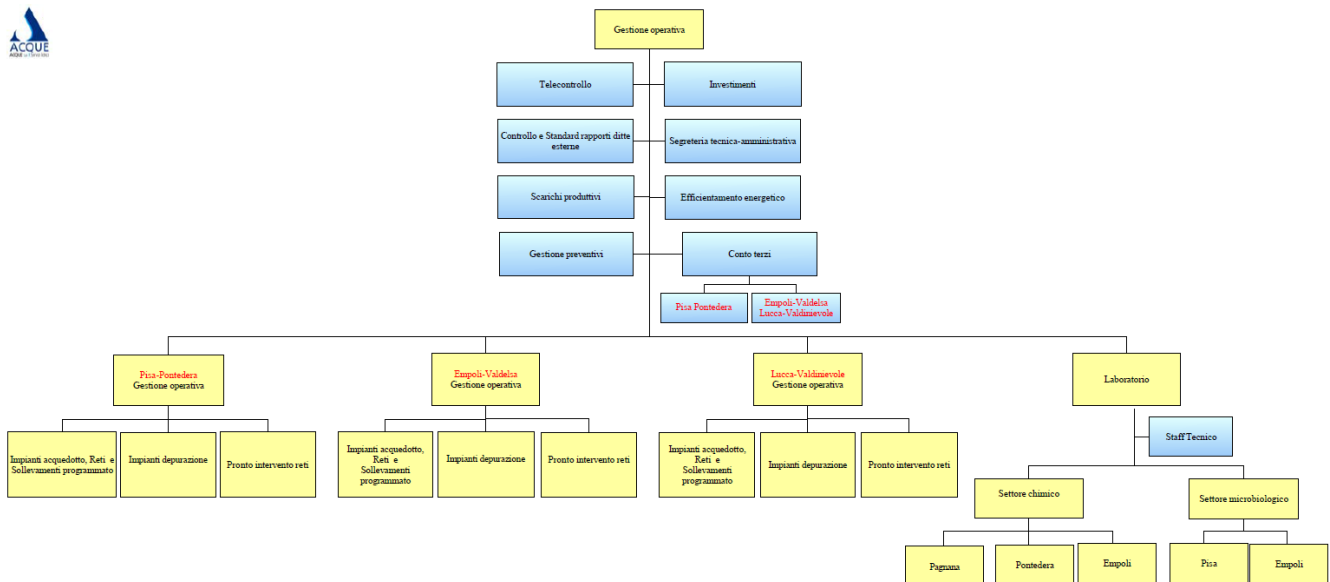 ACQUE
Gestione operativa
Telecontrollo
Investimenti
Controllo e Standard rapporti ditte
esterne
Segreteria tecnica-amministrativa
Scarichi produttivi
Efficientamento energetico
Gestione preventivi
Conto terzi
Pisa Pontedera
Empoli-Valdelsa
Lucca-Valdinievole
Pisa-Pontedera
Gestione operativa
Empoli-Valdelsa
Gestione operativa
Lucca-Valdinievole
Gestione operativa
Laboratorio
Impianti acquedotto, Reti e
Sollevamenti programmato
Impianti depurazione
Pronto intervento reti
Impianti acquedotto,
Reti e
Sollevamenti
programmato
Impianti depurazione
Pronto intervento reti
Impianti acquedotto,
Reti e
Sollevamenti
programmato
Impianti depurazione
Pronto intervento reti
Staff Tecnico
Settore chimico
Settore microbiologico
Pagnana
Pontedera
Empoli
Pisa
Empoli